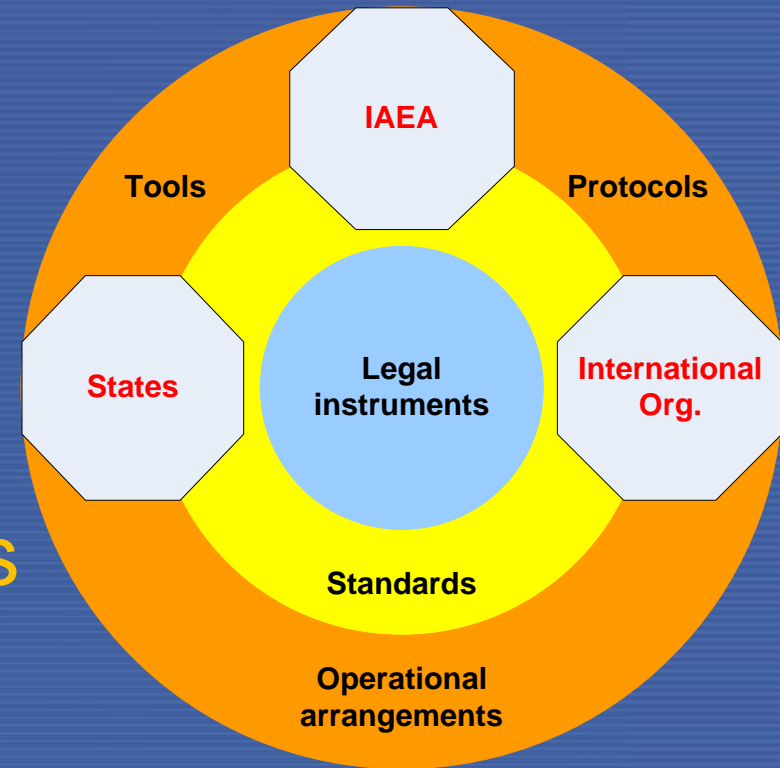 IAEA
Tools
Protocols
States
Legal
instruments
International
Org.
s
Standards
Operational
arrangements